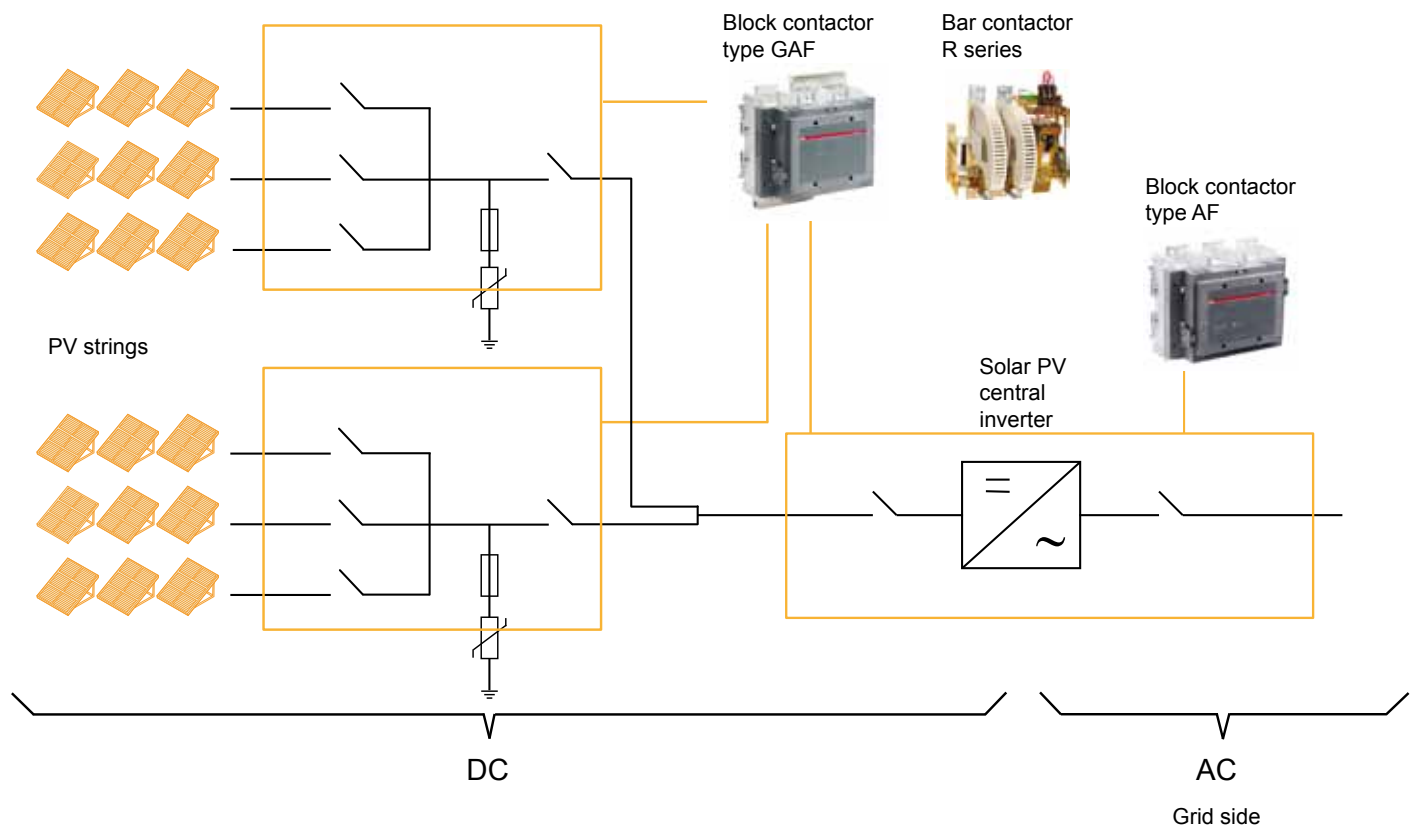 Block contactor
type GAF
Bar contactor
R series
Block contactor
type AF
PV strings
Solar PV
central
inverter
DC
AC
Grid side